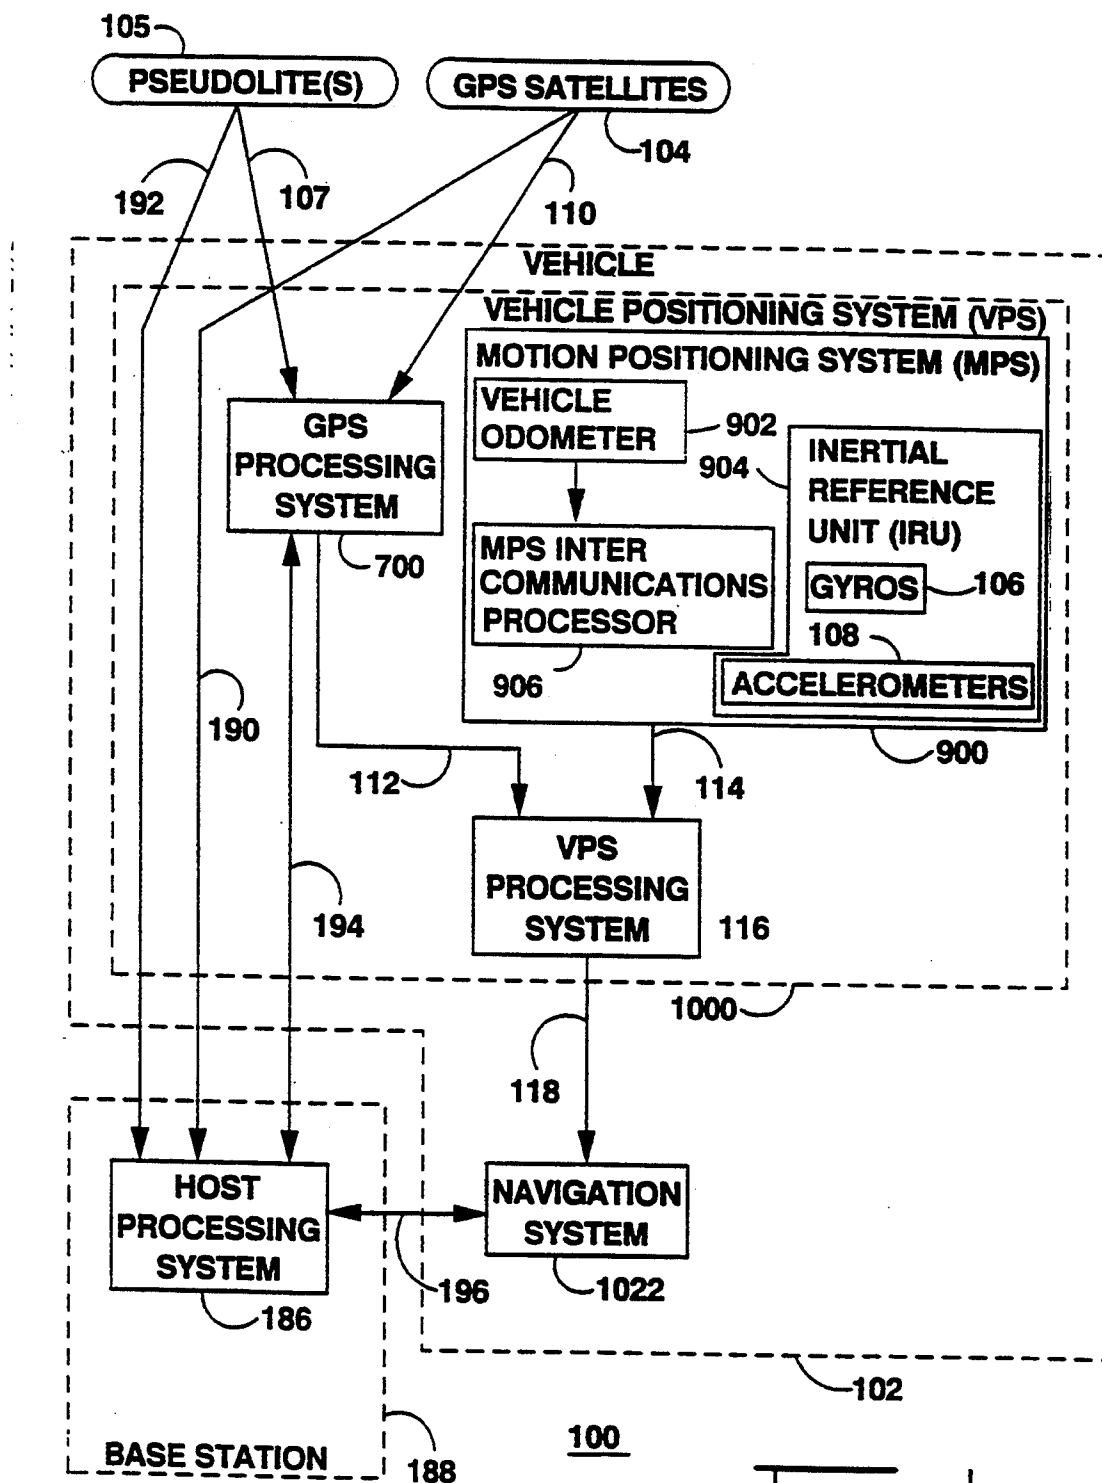 105
PSEUDOLITE(S)
GPS SATELLITES
104
192
107
110
VEHICLE
VEHICLE POSITIONING SYSTEM (VPS)
MOTION POSITIONING SYSTEM (MPS)
VEHICLE
ODOMETER
902
904
INERTIAL
REFERENCE
UNIT (IRU)
GPS
PROCESSING
SYSTEM
700
MPS INTER
COMMUNICATIONS
PROCESSOR
906
GYROS
106
108
ACCELEROMETERS
900
190
112
114
VPS
PROCESSING
SYSTEM
116
194
1000
118
HOST
PROCESSING
SYSTEM
186
NAVIGATION
SYSTEM
196
1022
102
BASE STATION
188
100